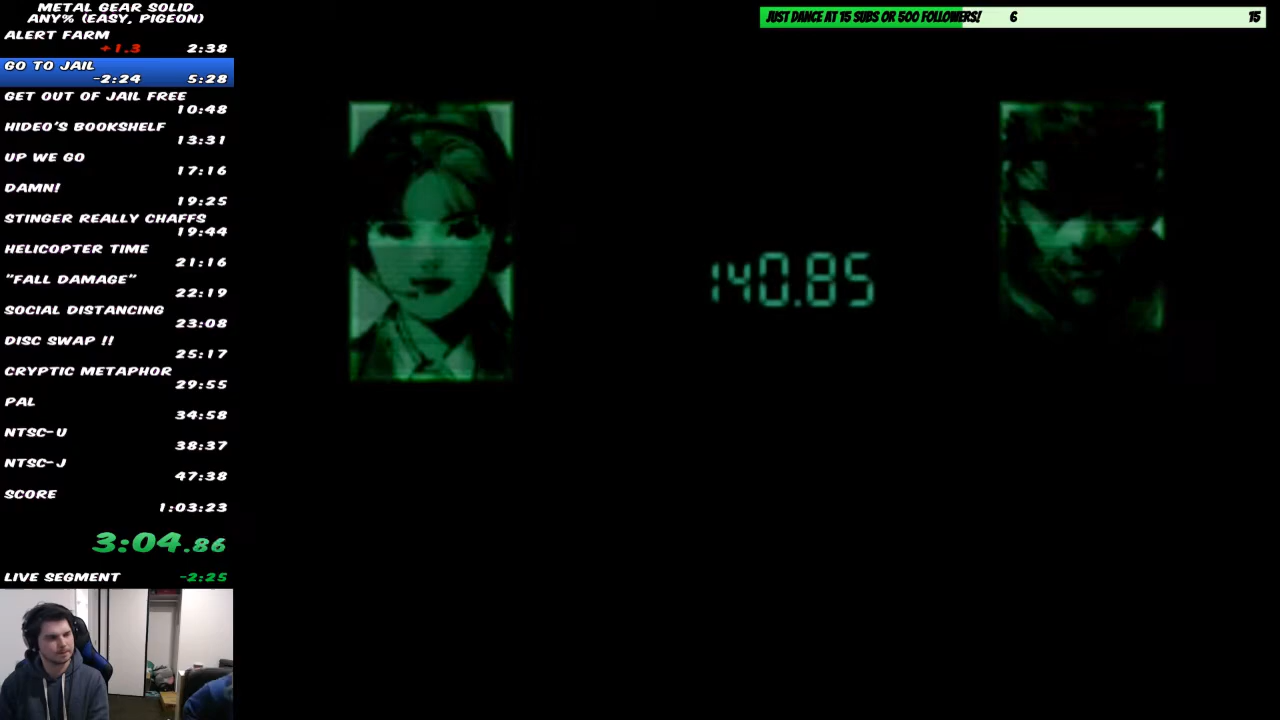 METAL GEAR SOLID
ANY% (EASY, PIGEON)
ALERT FARM
+1.3 2:38
GO TO JAIL
-2:24 5:28
GET OUT OF JAIL FREE
10:48
HIDEO'S BOOKSHELF
13:31
UP WE GO
17:16
DAMN!
19:25
STINGER REALLY CHAFFS
19:44
HELICOPTER TIME
21:16
"FALL DAMAGE"
22:19
SOCIAL DISTANCING
23:08
DISC SWAP !!
25:17
CRYPTIC METAPHOR
29:55
PAL
34:58
NTSC-U
38:37
NTSC-J
47:38
SCORE
1:03:23
3:04.86
LIVE SEGMENT -2:25
JUST DANCE AT 15 SUBS OR 500 FOLLOWERS! 6 15
140.85